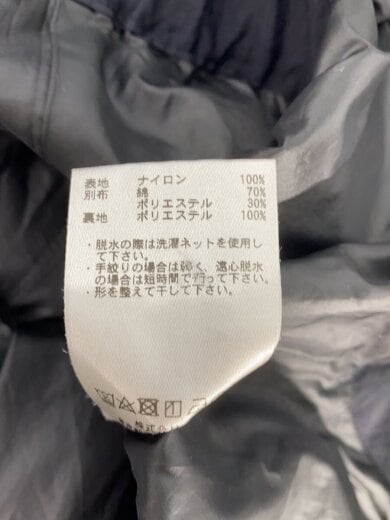 表地 ナイロン 100%
別布 綿 70%
ポリエステル 30%
裏地 ポリエステル 100%
・脱水の際は洗濯ネットを使用し
て下さい。
・手絞りの場合は弱く、遠心脱水
の場合は短時間で行って下さい。
・形を整えて干して下さい。
株式会